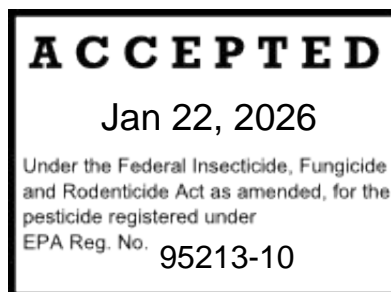 ACCEPTED
Jan 22, 2026
Under the Federal Insecticide, Fungicide
and Rodenticide Act as amended, for the
pesticide registered under
EPA Reg. No. 95213-10